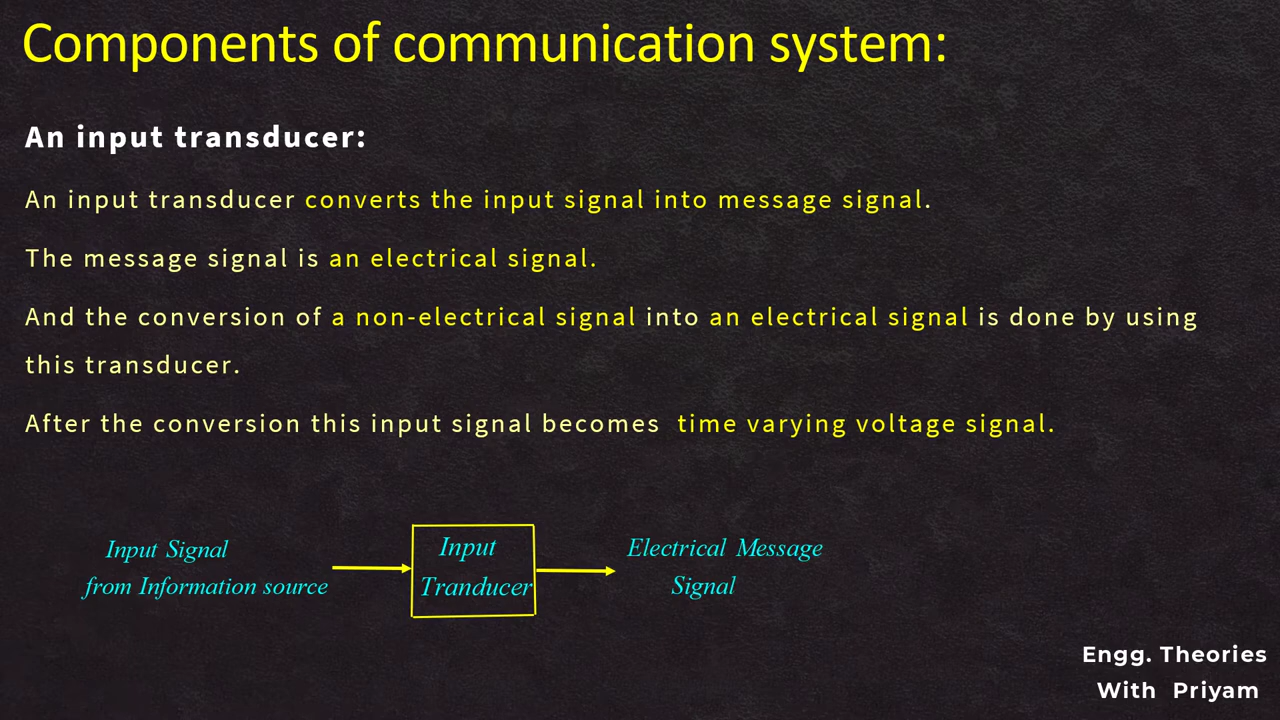 Components of communication system:
An input transducer:
An input transducer converts the input signal into message signal.
The message signal is an electrical signal.
And the conversion of a non-electrical signal into an electrical signal is done by using
this transducer.
After the conversion this input signal becomes time varying voltage signal.
Input Signal
from Information source
Input
Tranducer
Electrical Message
Signal
Engg. Theories
With Priyam